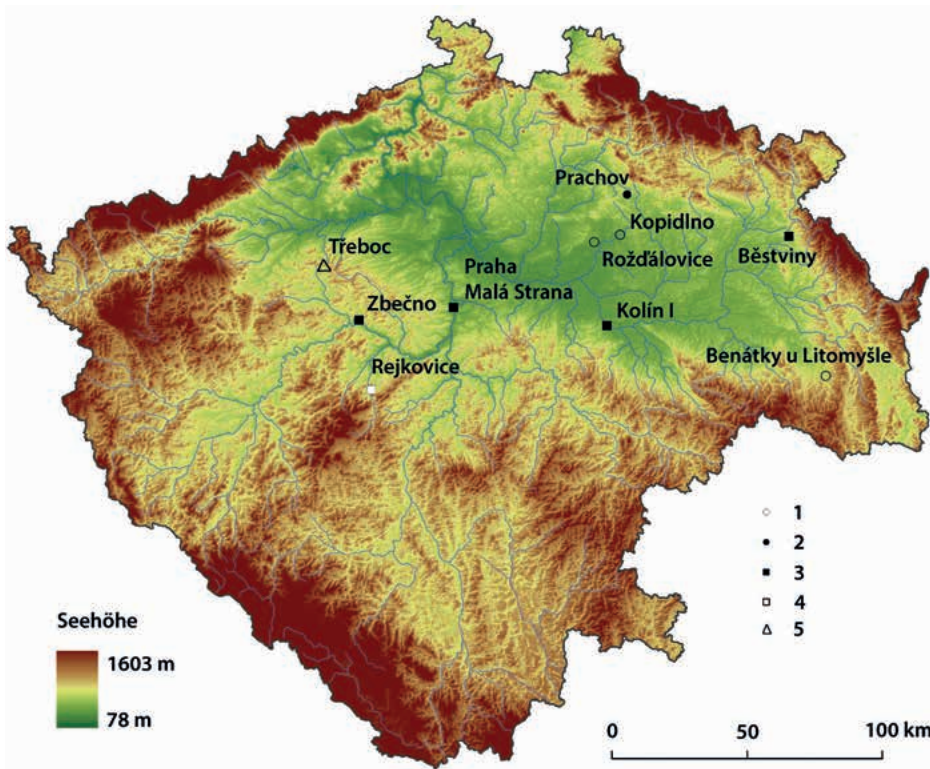 Prachov
Kopidlno
Třeboc
Rožďálovice
Běstviny
Praha
Malá Strana
Zbečno
Kolín I
Rejkovice
Benátky u Litomyšle
1
2
3
4
5
Seehöhe
1603 m
78 m
0 50 100 km